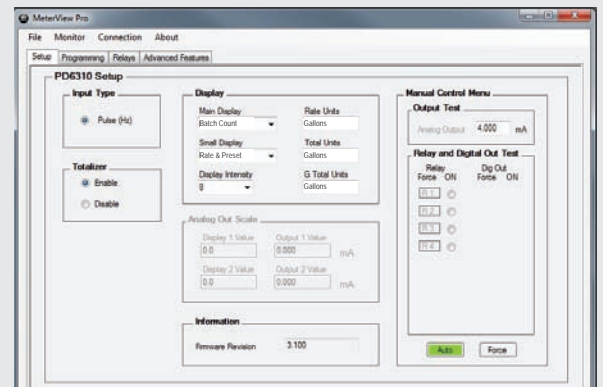 MeterView Pro
File Monitor Connection About
Setup Programming Relays Advanced Features
PD6310 Setup
Input Type
Pulse (Hz)
Totalizer
Enable
Disable
Display
Main Display Rate Units
Batch Count Gallons
Small Display Total Units
Rate & Preset Gallons
Display Intensity G Total Units
8 Gallons
Analog Out Scale
Display 1 Value Output 1 Value
0.0 0.000 mA
Display 2 Value Output 2 Value
0.0 0.000 mA
Information
Firmware Revision 3.100
Manual Control Menu
Output Test
Analog Output 4.000 mA
Relay and Digital Out Test
Relay Dig Out
Force ON Force ON
R 1
R 2
R 3
R 4
Auto Force